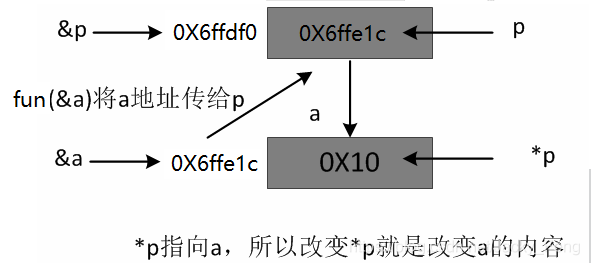 &p 0X6ffdf0 0X6ffe1c p
fun(&a)将a地址传给p
a
&a 0X6ffe1c 0X10 *p
*p指向a，所以改变*p就是改变a的内容